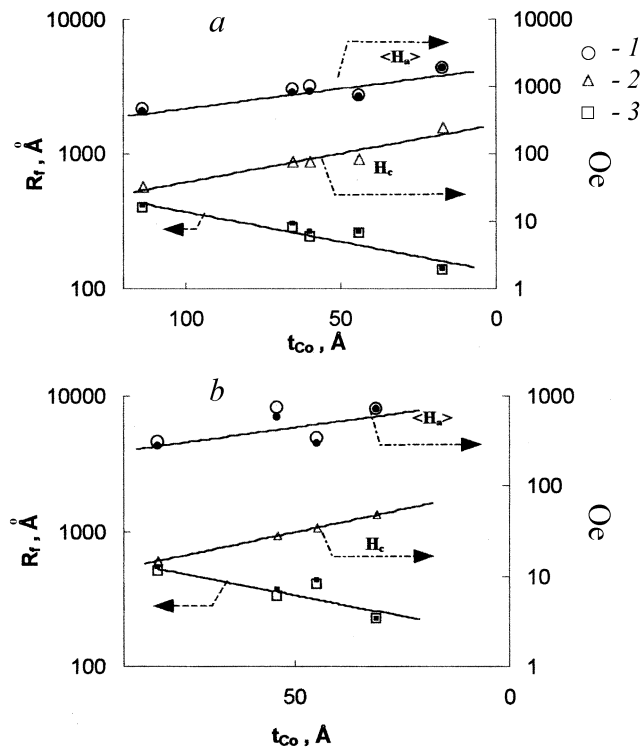 a
10000
1000
100
R_f , Å
10000
1000
100
10
1
Oe
<H_a>
H_c
100
50
0
t_Co , Å
- 1
- 2
- 3
b
10000
1000
100
R_f , Å
1000
100
10
1
Oe
<H_a>
H_c
50
0
t_Co , Å